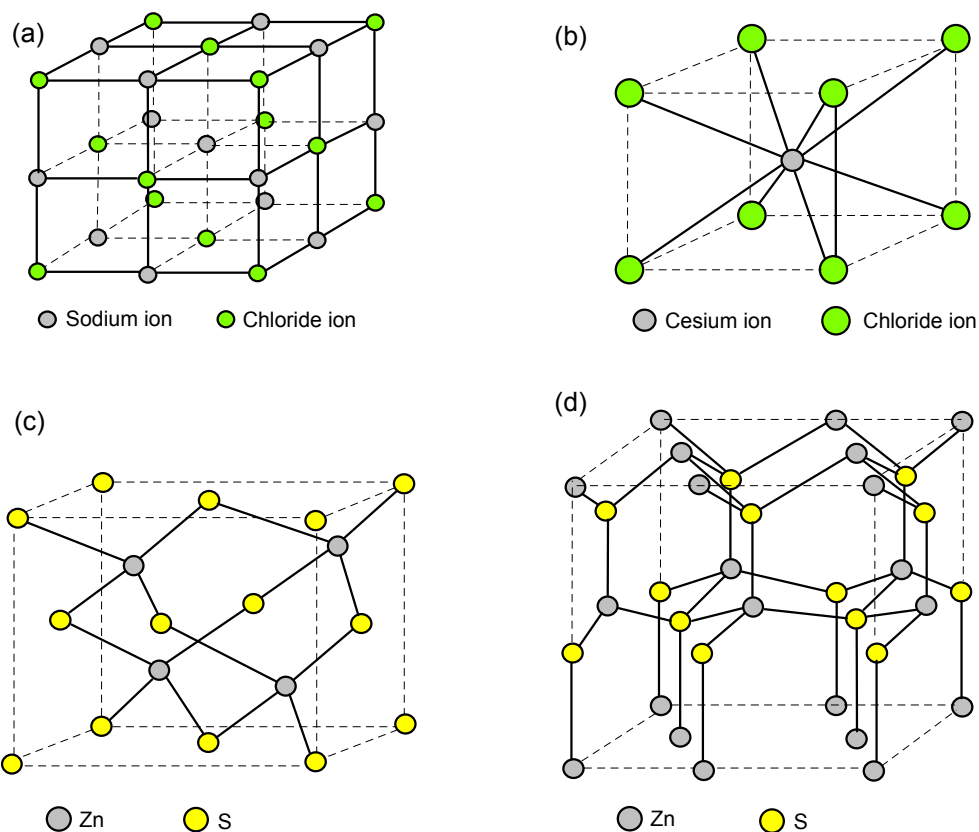 (a)
(b)
Sodium ion Chloride ion
Cesium ion Chloride ion
(c)
(d)
Zn S
Zn S